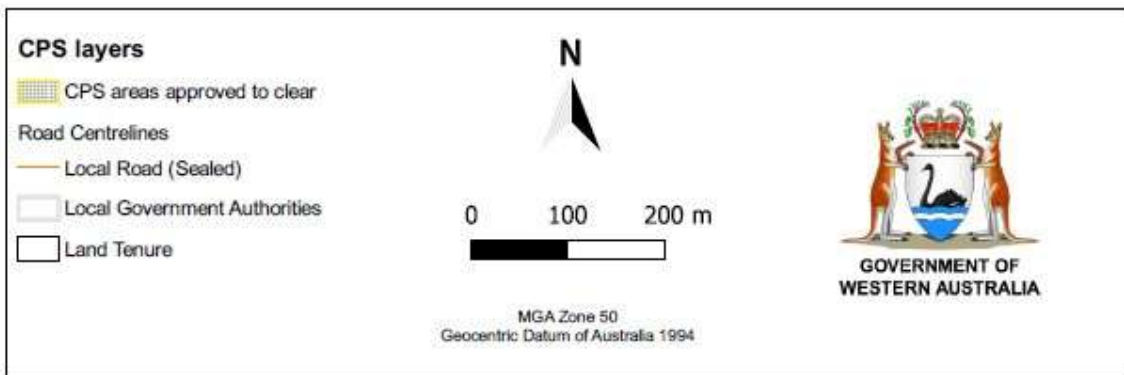 CPS layers
CPS areas approved to clear
Road Centrelines
Local Road (Sealed)
Local Government Authorities
Land Tenure
N
0 100 200 m
MGA Zone 50
Geocentric Datum of Australia 1994
GOVERNMENT OF
WESTERN AUSTRALIA